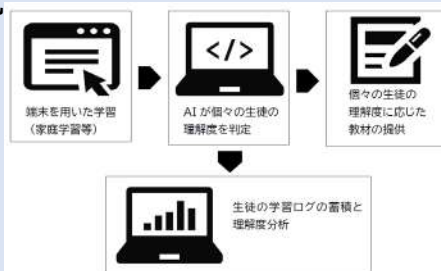 端末を用いた学習
（家庭学習等）
</>
AI が個々の生徒の
理解度を判定
個々の生徒の
理解度に応じた
教材の提供
生徒の学習ログの蓄積と
理解度分析